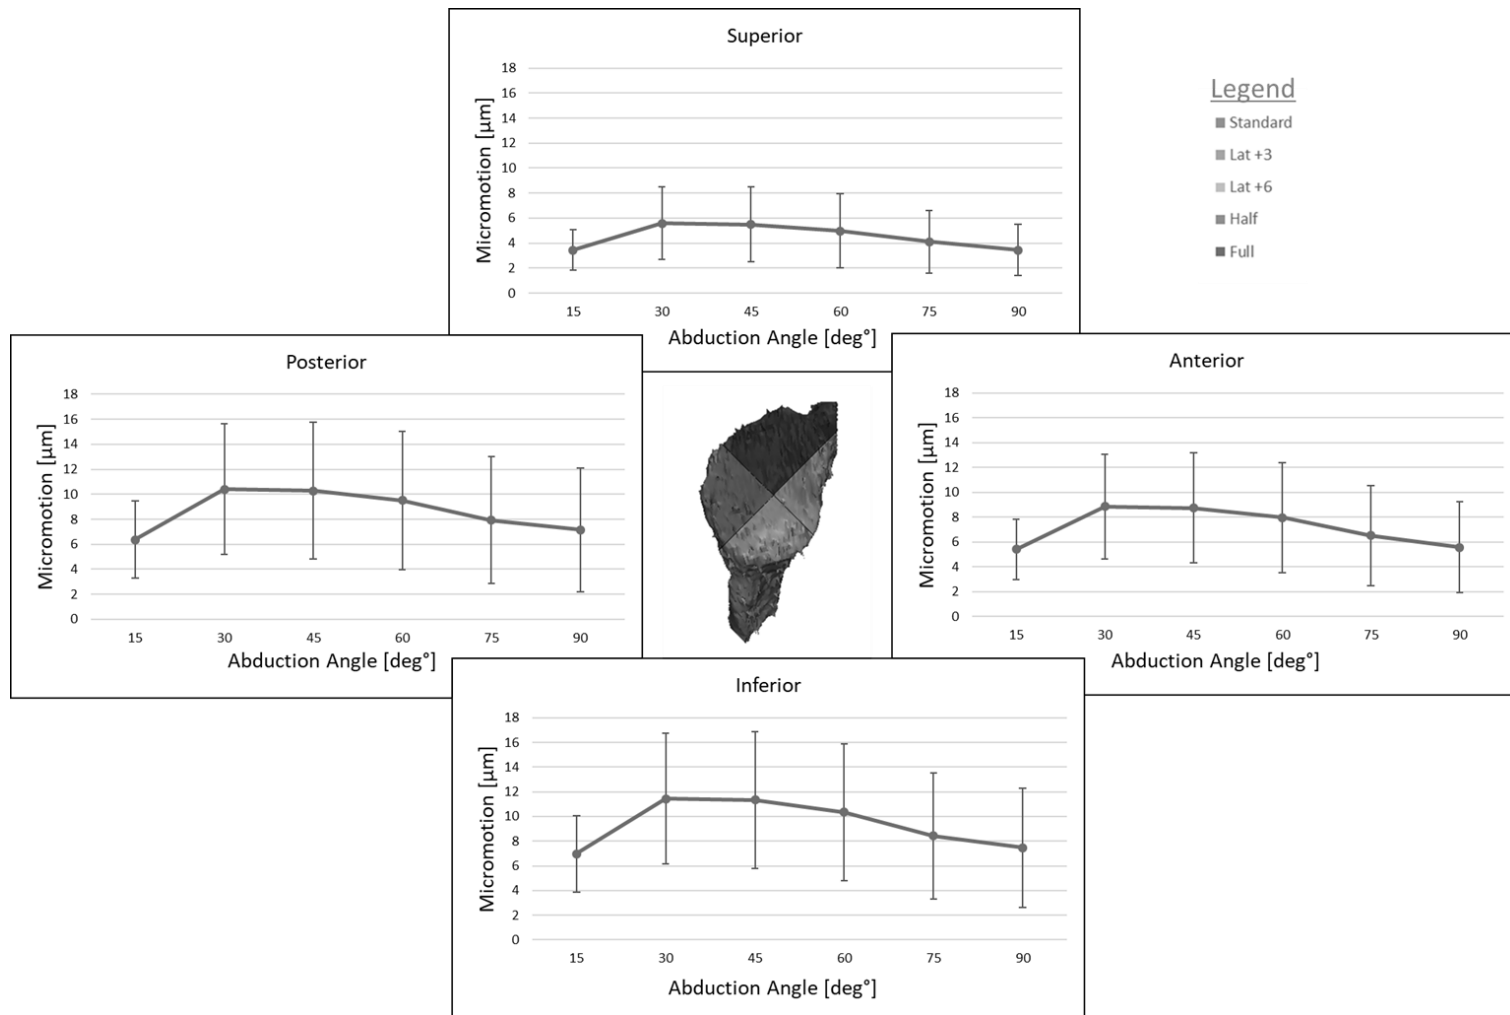 Superior
Micromotion [µm]
18
16
14
12
10
8
6
4
2
0
15 30 45 60 75 90
Abduction Angle [deg°]
Legend
Standard
Lat +3
Lat +6
Half
Full
Posterior
Micromotion [µm]
18
16
14
12
10
8
6
4
2
0
15 30 45 60 75 90
Abduction Angle [deg°]
Anterior
Micromotion [µm]
18
16
14
12
10
8
6
4
2
0
15 30 45 60 75 90
Abduction Angle [deg°]
Inferior
Micromotion [µm]
18
16
14
12
10
8
6
4
2
0
15 30 45 60 75 90
Abduction Angle [deg°]